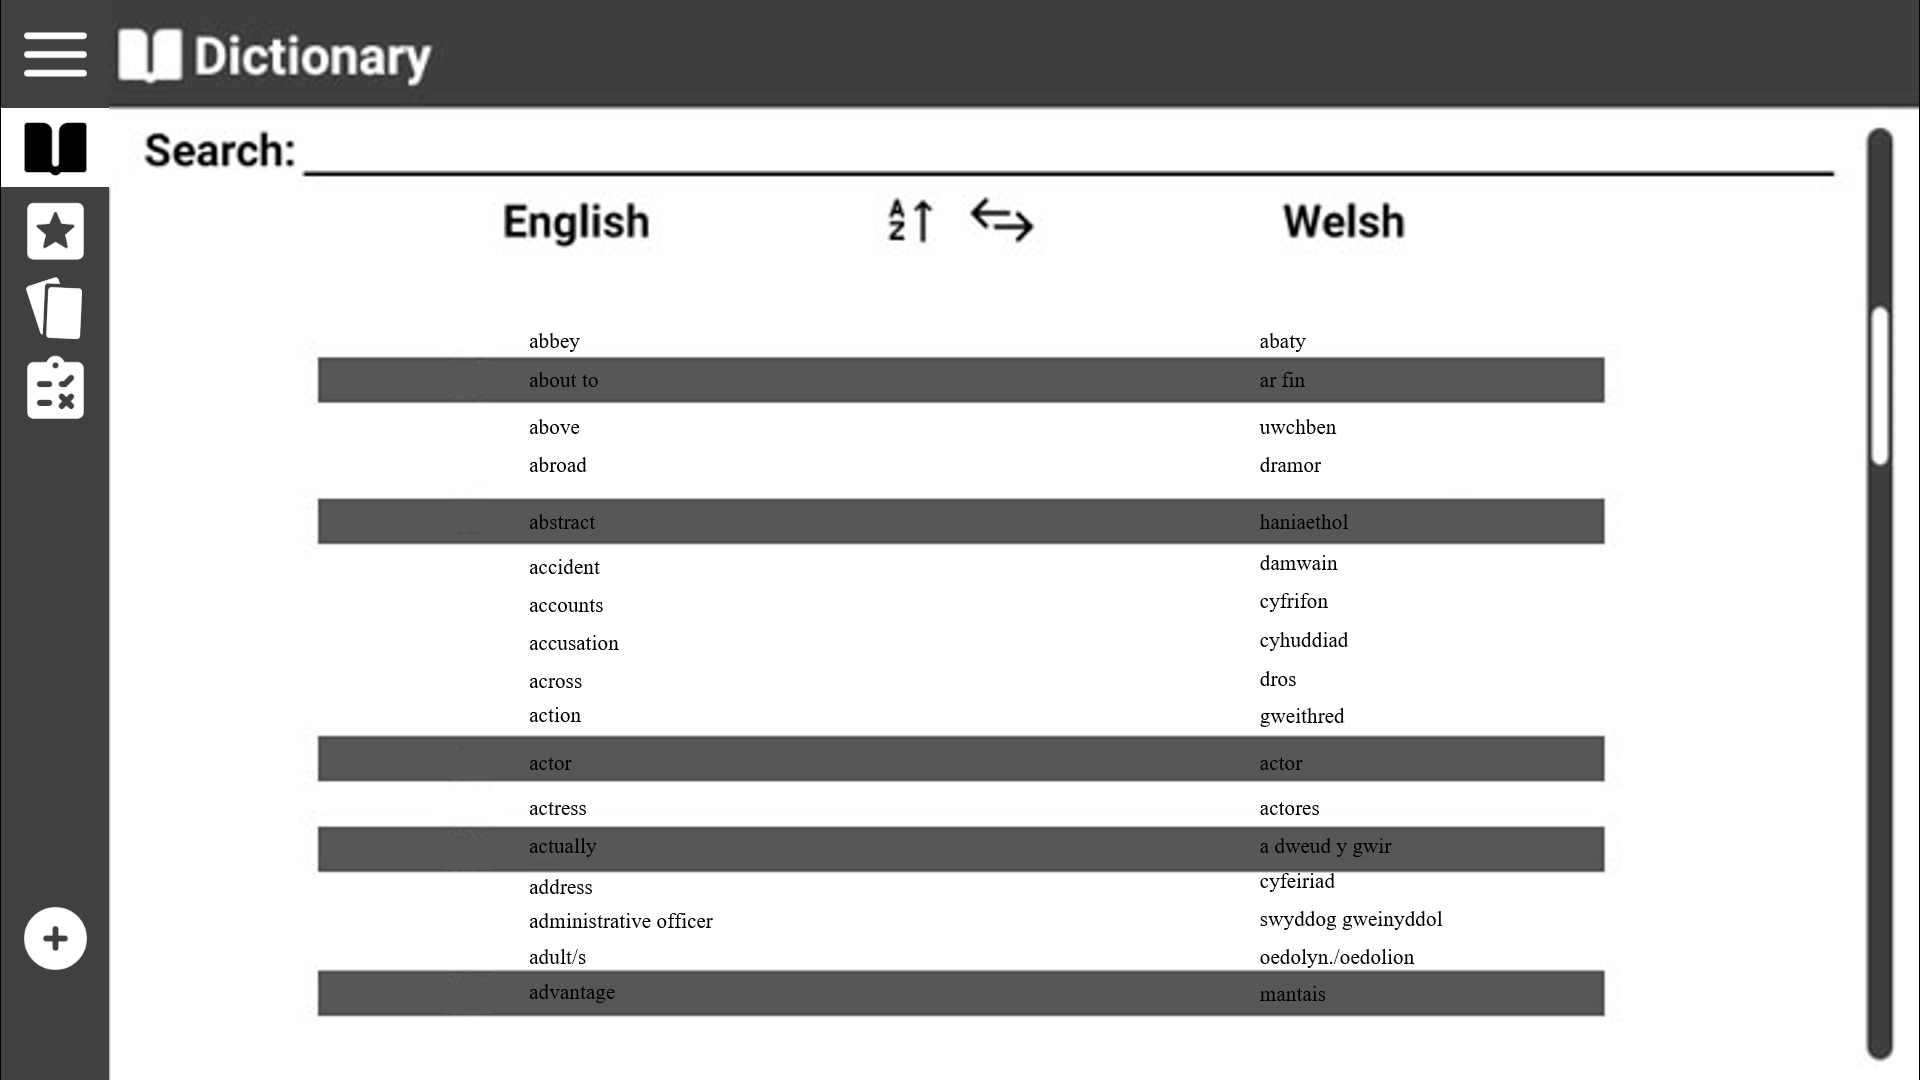 Dictionary
Search:
English A Z Welsh
abbey abaty
about to ar fin
above uwchben
abroad dramor
abstract haniaethol
accident damwain
accounts cyfrifon
accusation cyhuddiad
across dros
action gweithred
actor actor
actress actores
actually a dweud y gwir
address cyfeiriad
administrative officer swyddog gweinyddol
adult/s oedolyn./oedolion
advantage mantais